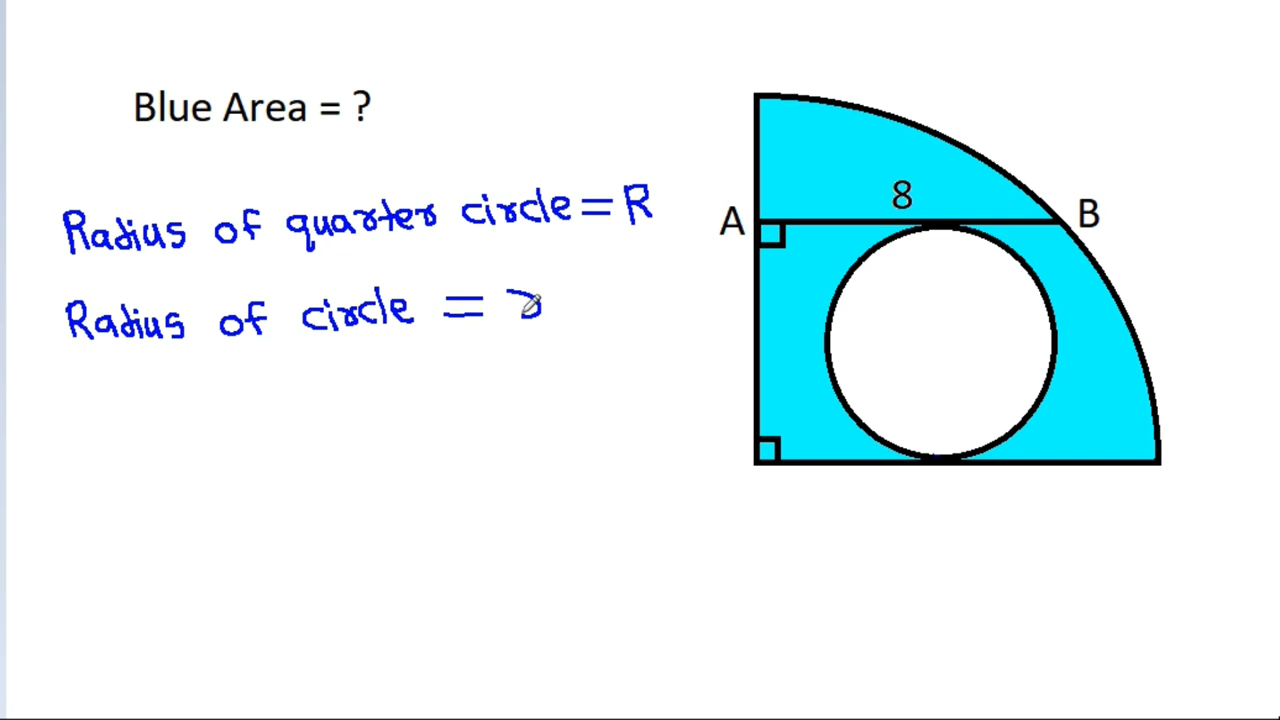 Blue Area = ?
Radius of quarter circle = R
Radius of circle =
8
A
B